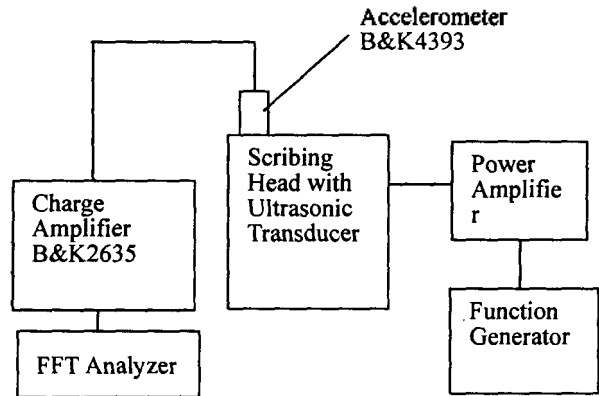 Accelerometer
B&K4393
Scribing
Head with
Ultrasonic
Transducer
Power
Amplifie
r
Charge
Amplifier
B&K2635
Function
Generator
FFT Analyzer